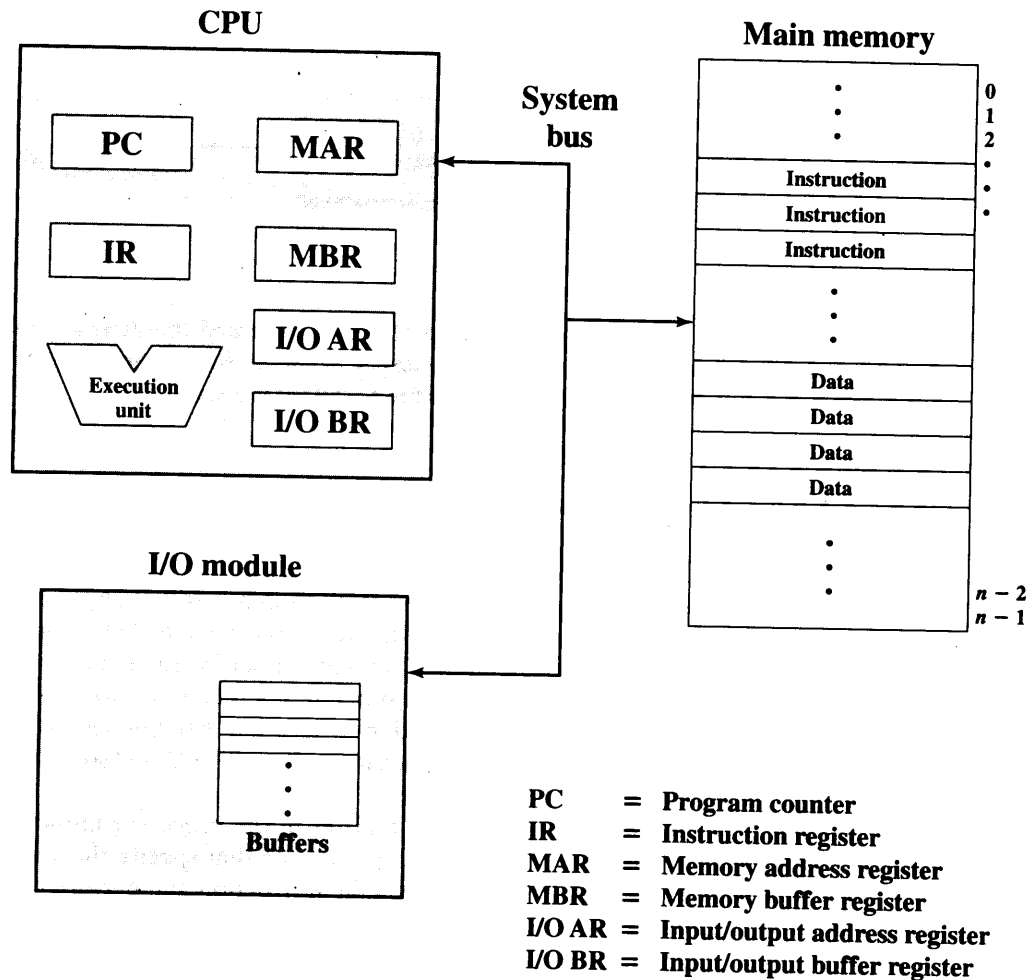 CPU
PC
MAR
IR
MBR
Execution
unit
I/O AR
I/O BR
System
bus
Main memory
0
1
2
Instruction
Instruction
Instruction
Data
Data
Data
Data
n − 2
n − 1
I/O module
Buffers
PC = Program counter
IR = Instruction register
MAR = Memory address register
MBR = Memory buffer register
I/O AR = Input/output address register
I/O BR = Input/output buffer register